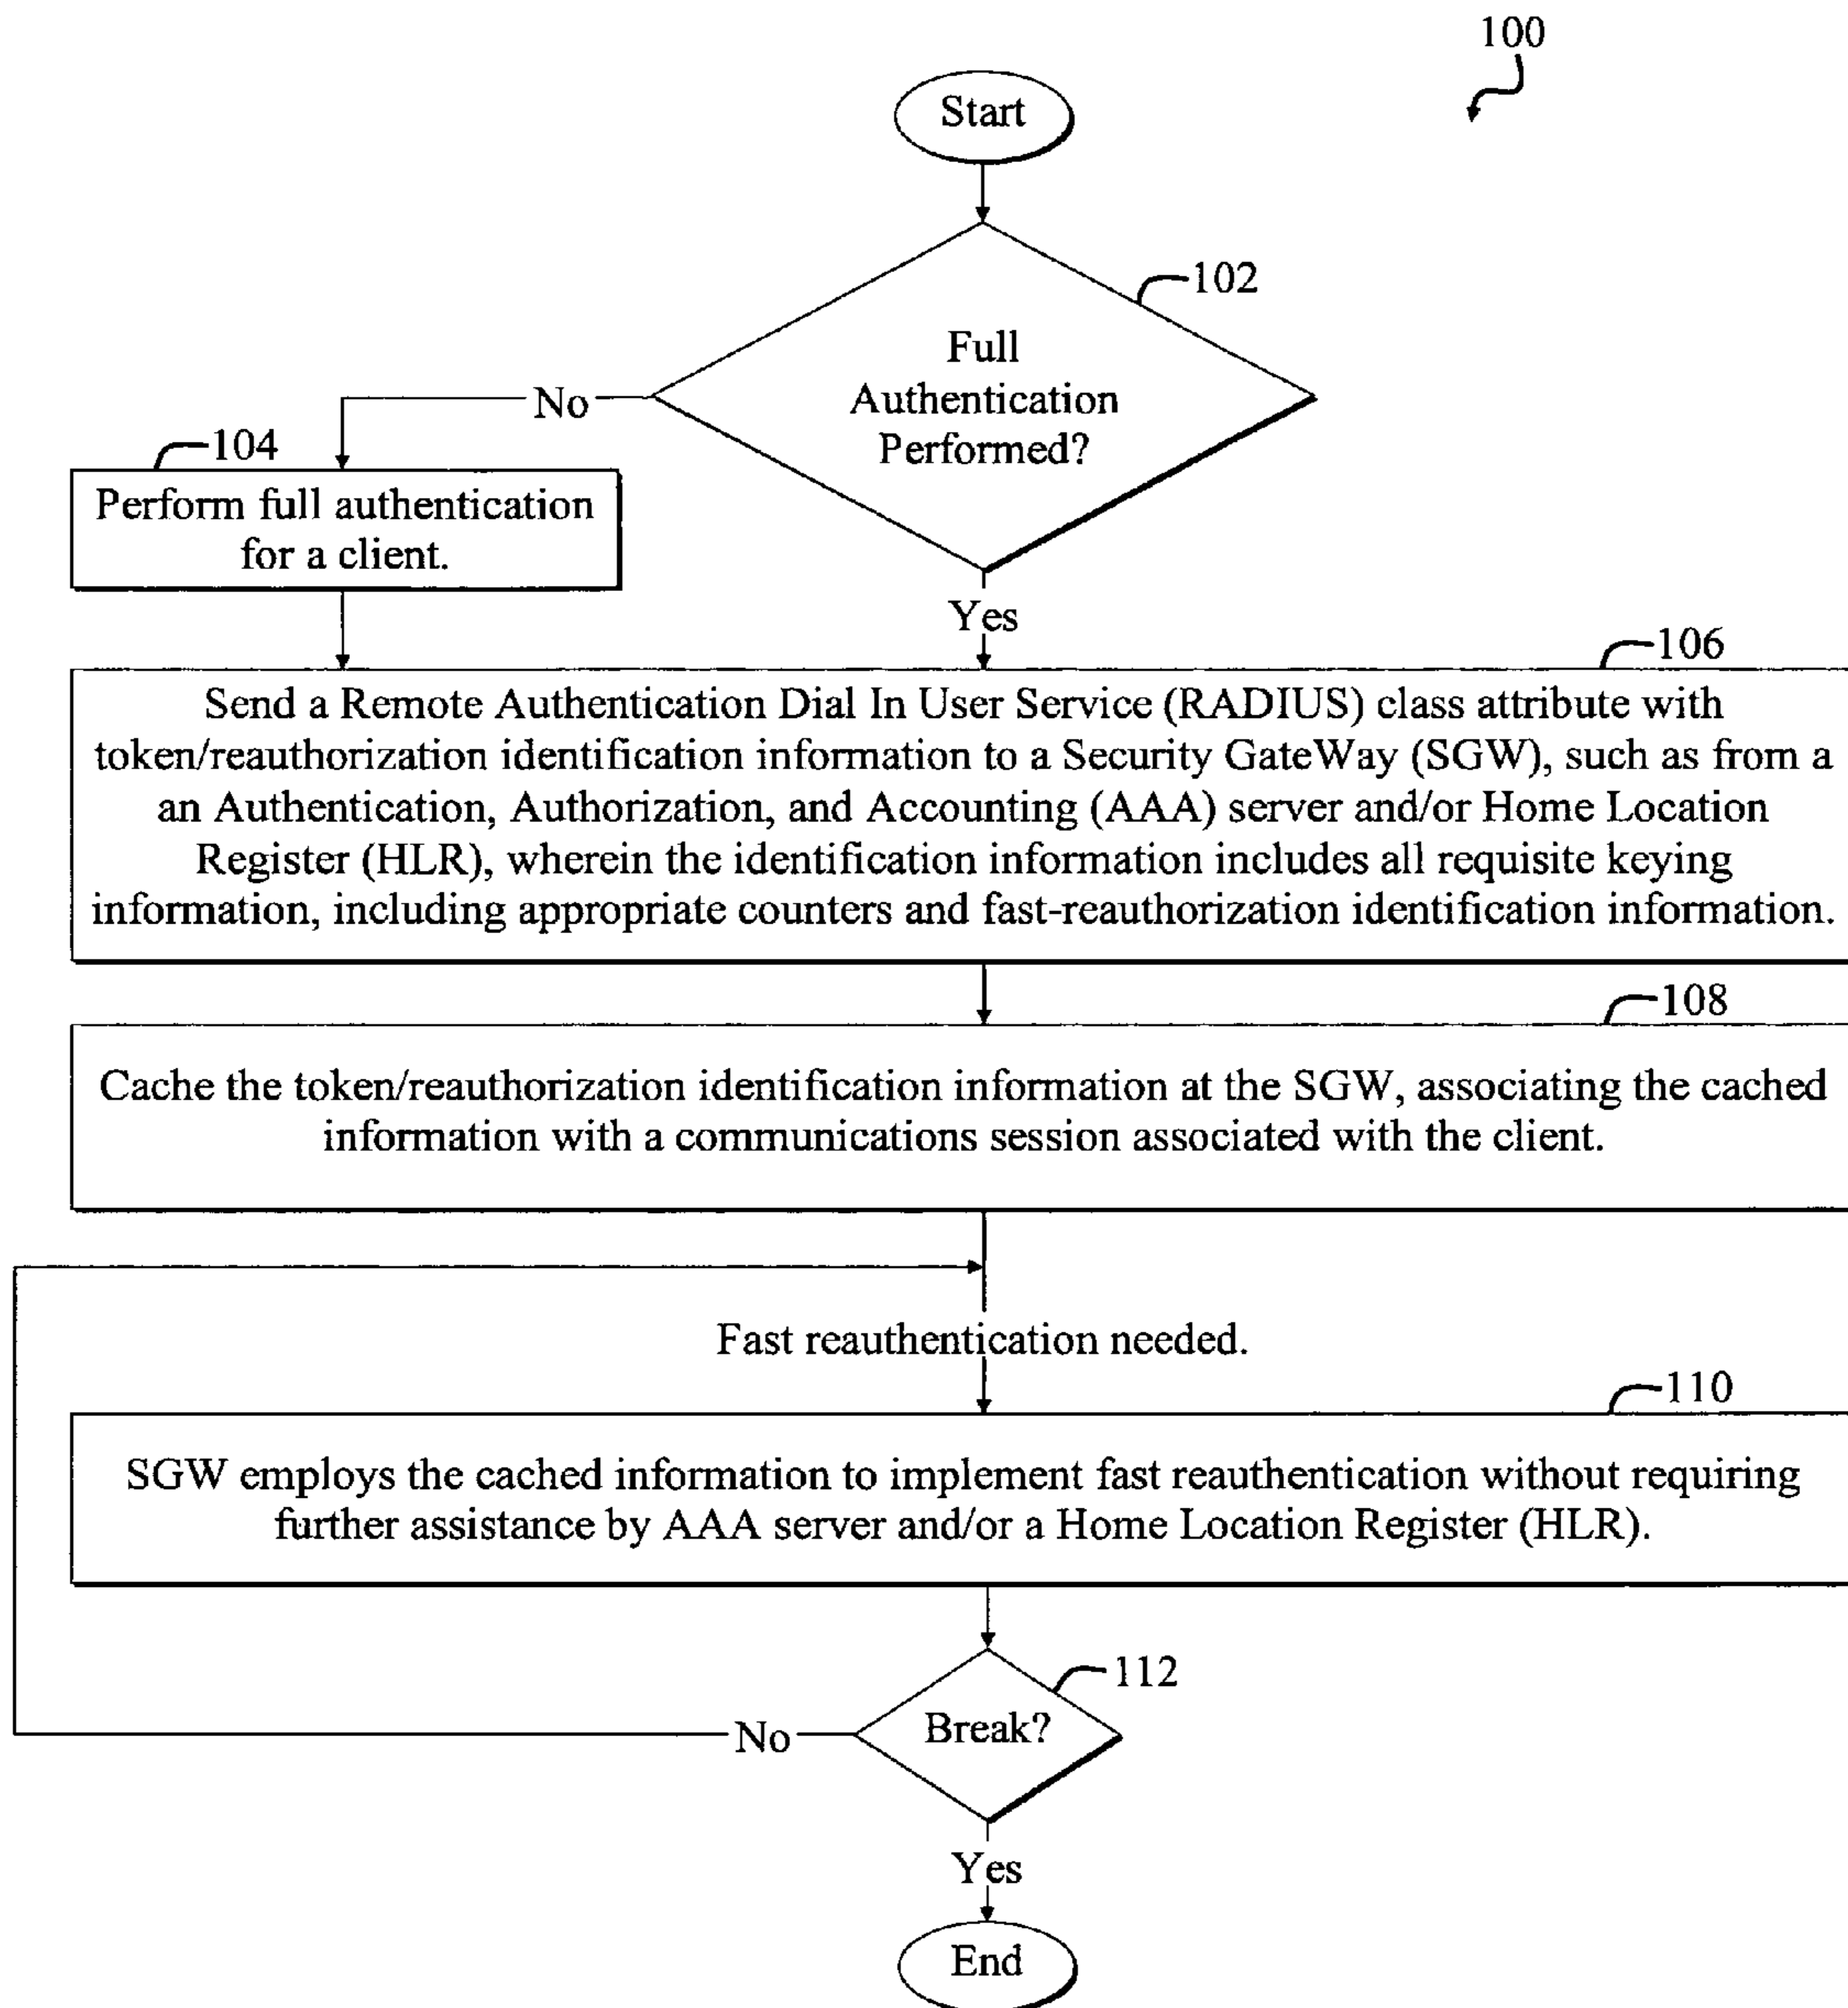 100
Start
102
Full
Authentication
Performed?
No
104
Perform full authentication
for a client.
Yes
106
Send a Remote Authentication Dial In User Service (RADIUS) class attribute with
token/reauthorization identification information to a Security GateWay (SGW), such as from a
an Authentication, Authorization, and Accounting (AAA) server and/or Home Location
Register (HLR), wherein the identification information includes all requisite keying
information, including appropriate counters and fast-reauthorization identification information.
108
Cache the token/reauthorization identification information at the SGW, associating the cached
information with a communications session associated with the client.
Fast reauthentication needed.
110
SGW employs the cached information to implement fast reauthentication without requiring
further assistance by AAA server and/or a Home Location Register (HLR).
112
Break?
No
Yes
End